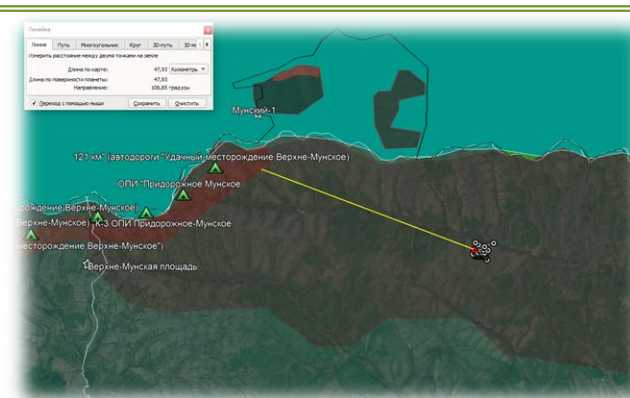 Линейка
Линия Путь Многоугольник Круг 3D-путь
Измерить расстояние между двумя точками на земле
Длина по карте: 47,93 Километры
Длина по поверхности планеты: 47,93
Направление: 108,85 градусы
Переход с помощью мыши Сохранить Очистить
Мунский-1
121 км" (автодороги "Удачный месторождение Верхне-Мунское)
ОПИ "Придорожное Мунское
Верхне-Мунское)
Верхне-Мунское) К-3 ОПИ Придорожное-Мунское
месторождение Верхне-Мунское")
Верхне-Мунская площадь